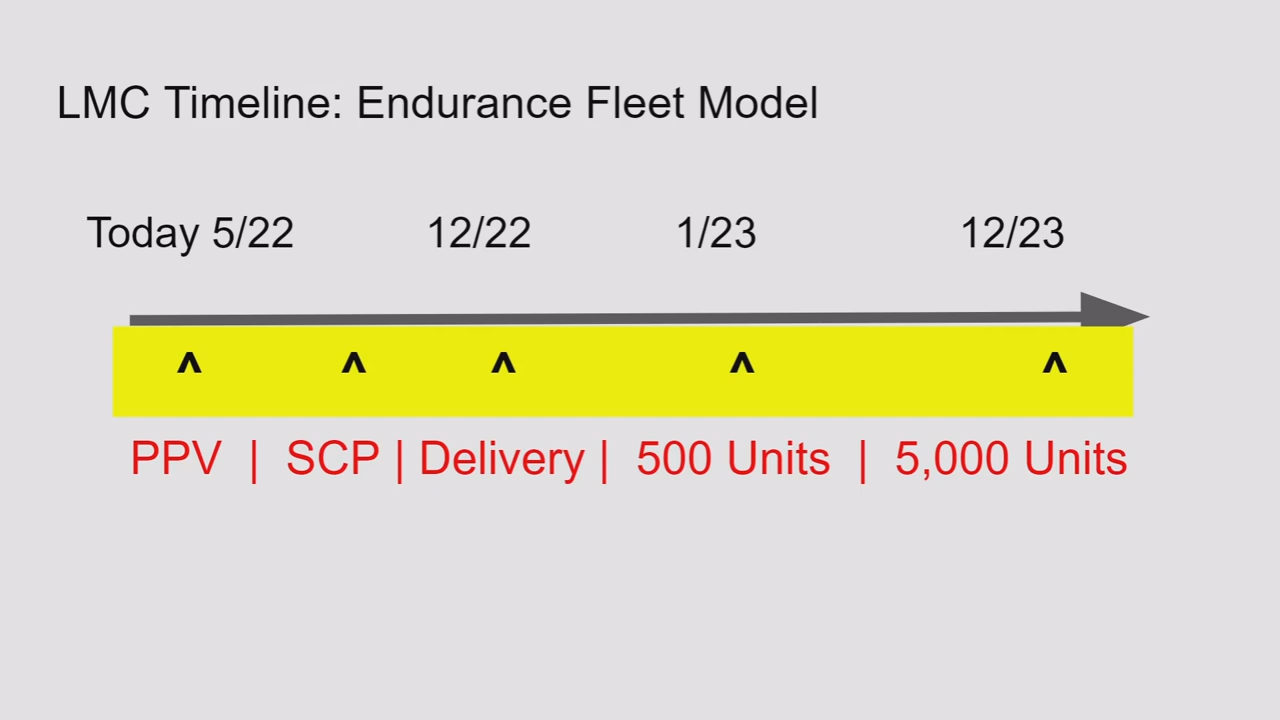 LMC Timeline: Endurance Fleet Model
Today 5/22 12/22 1/23 12/23
^ ^ ^ ^ ^
PPV | SCP | Delivery | 500 Units | 5,000 Units